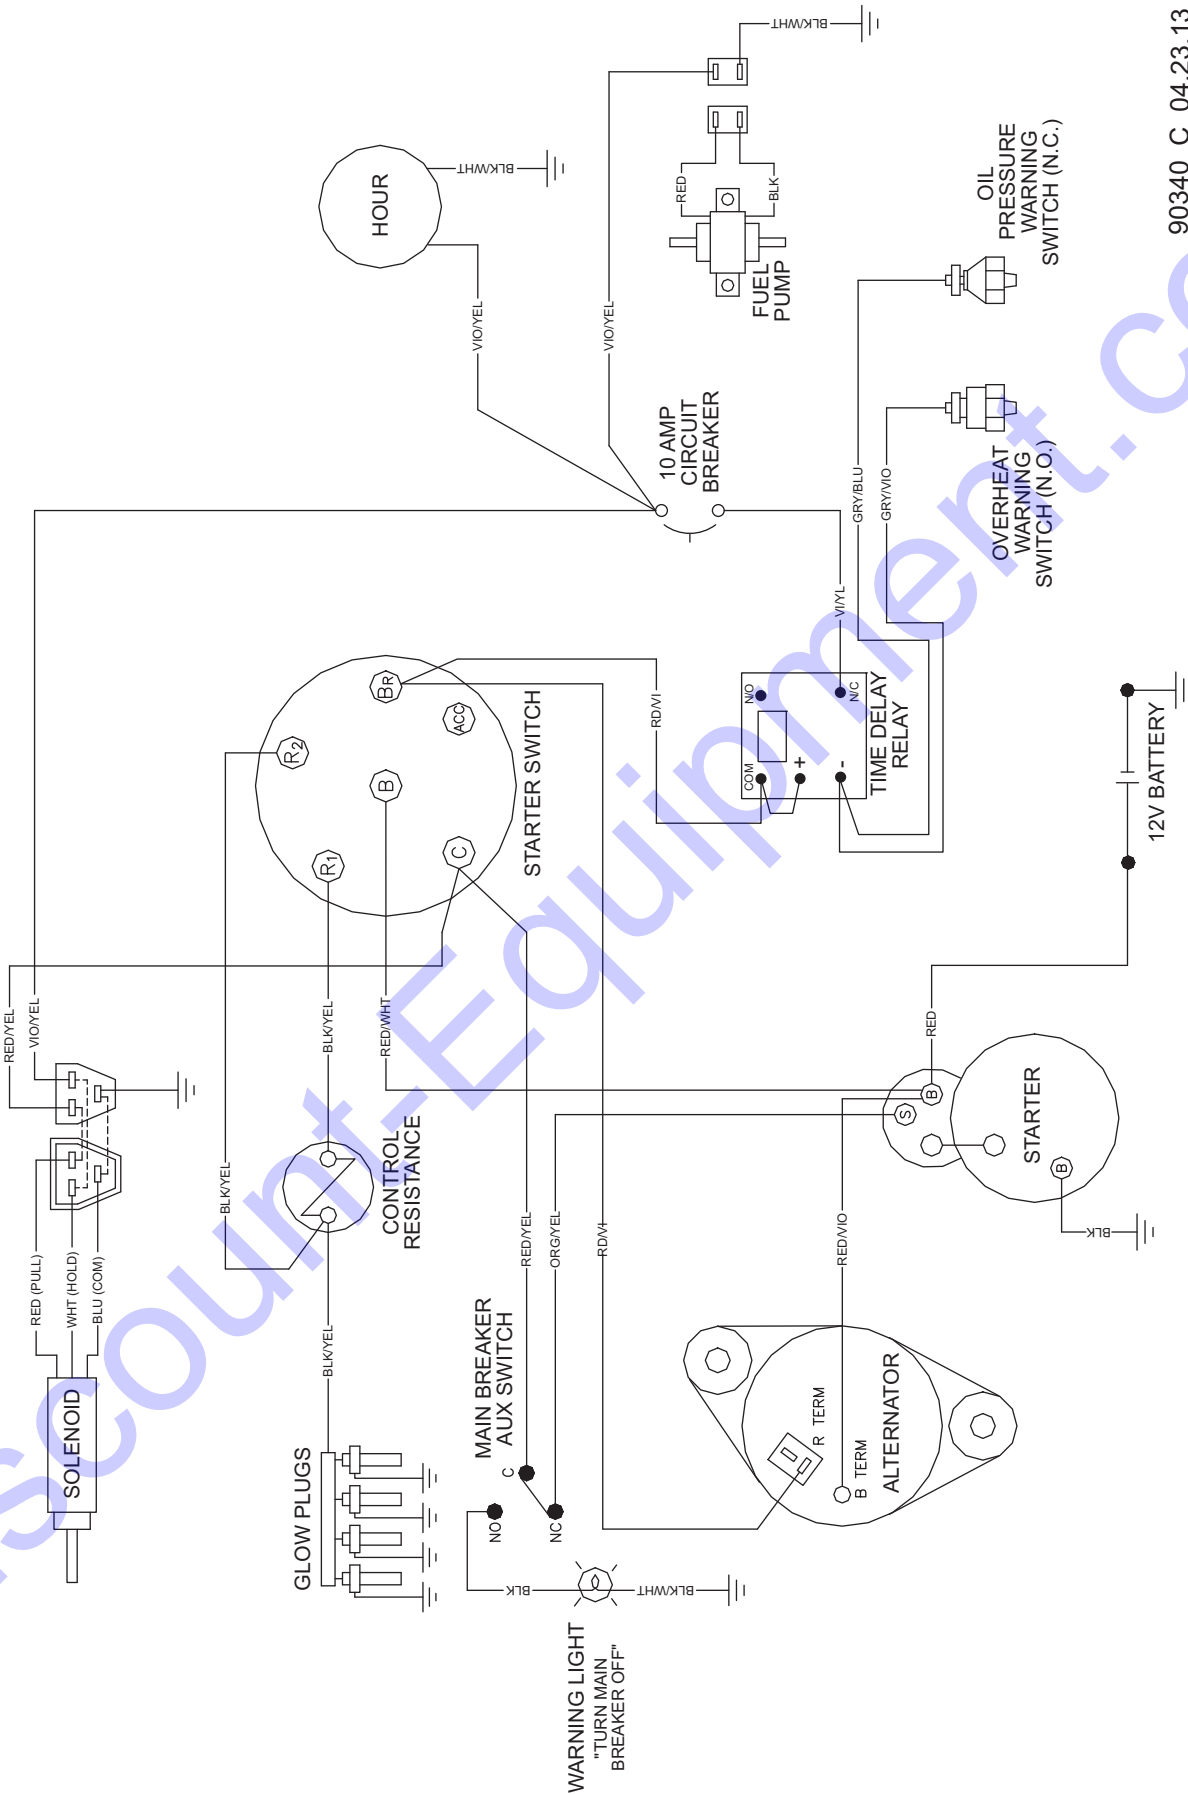 RED/YEL
VIO/YEL
RED (PULL)
WHT (HOLD)
BLU (COM)
SOLENOID
HOUR
BLK/WHT
VIO/YEL
BLK/WHT
VIO/YEL
RED
BLK
FUEL
PUMP
10 AMP
CIRCUIT
BREAKER
R1
R2
B
BR
ACC
C
STARTER SWITCH
BLK/YEL
BLK/YEL
RED/WHT
CONTROL
RESISTANCE
BLK/YEL
GLOW PLUGS
RED/YEL
ORG/YEL
RD/VI
RD/VI
MAIN BREAKER
AUX SWITCH
C
NO
NC
BLK
BLK/WHT
WARNING LIGHT
"TURN MAIN
BREAKER OFF"
COM
N/O
N/C
+
-
TIME DELAY
RELAY
VI/YL
GRY/BLU
GRY/VIO
OIL
PRESSURE
WARNING
SWITCH (N.C.)
OVERHEAT
WARNING
SWITCH (N.O.)
RED/VIO
R TERM
B TERM
ALTERNATOR
RED
S
B
B
STARTER
BLK
12V BATTERY
90340 C 04.23.13